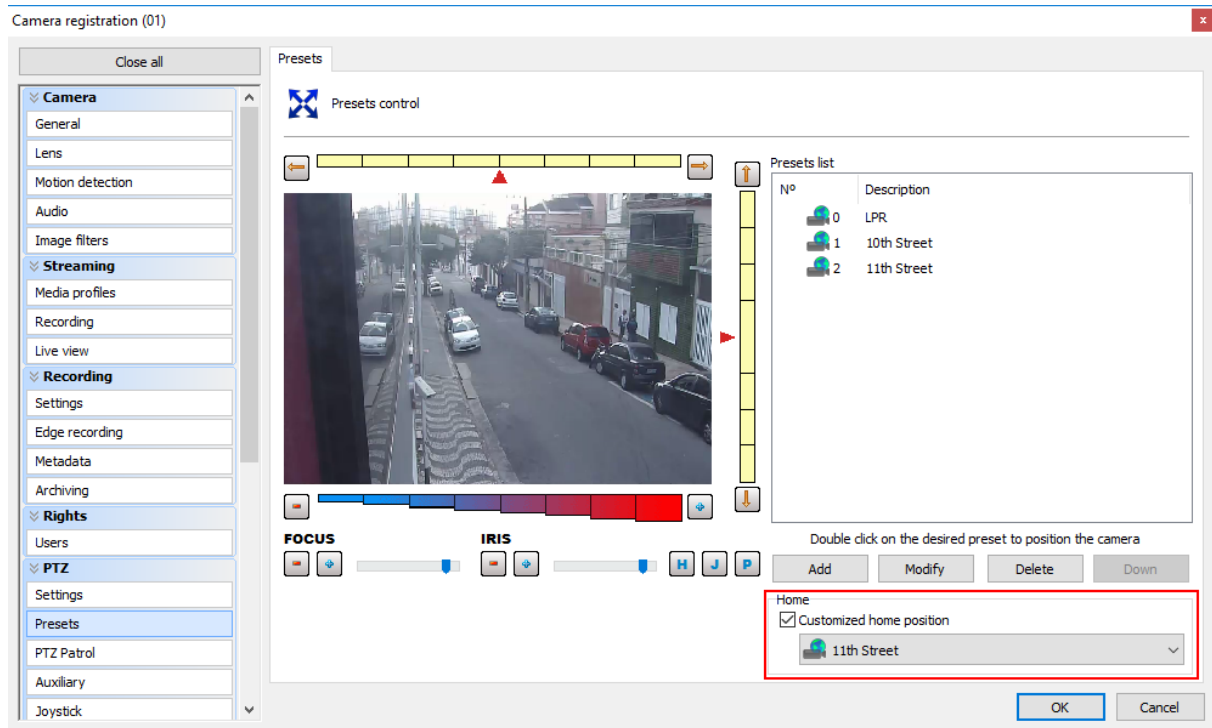 Camera registration (01)
x
Close all
Camera
General
Lens
Motion detection
Audio
Image filters
Streaming
Media profiles
Recording
Live view
Recording
Settings
Edge recording
Metadata
Archiving
Rights
Users
PTZ
Settings
Presets
PTZ Patrol
Auxiliary
Joystick
Presets
Presets control
FOCUS
IRIS
H J P
Presets list
Nº Description
0 LPR
1 10th Street
2 11th Street
Double click on the desired preset to position the camera
Add Modify Delete Down
Home
Customized home position
11th Street
OK Cancel